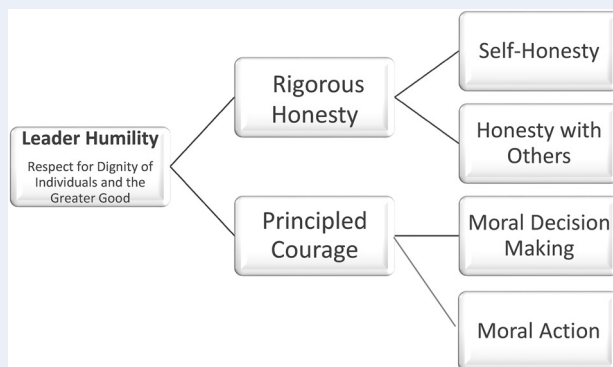 Leader Humility
Respect for Dignity of
Individuals and the
Greater Good
Rigorous
Honesty
Principled
Courage
Self-Honesty
Honesty with
Others
Moral Decision
Making
Moral Action